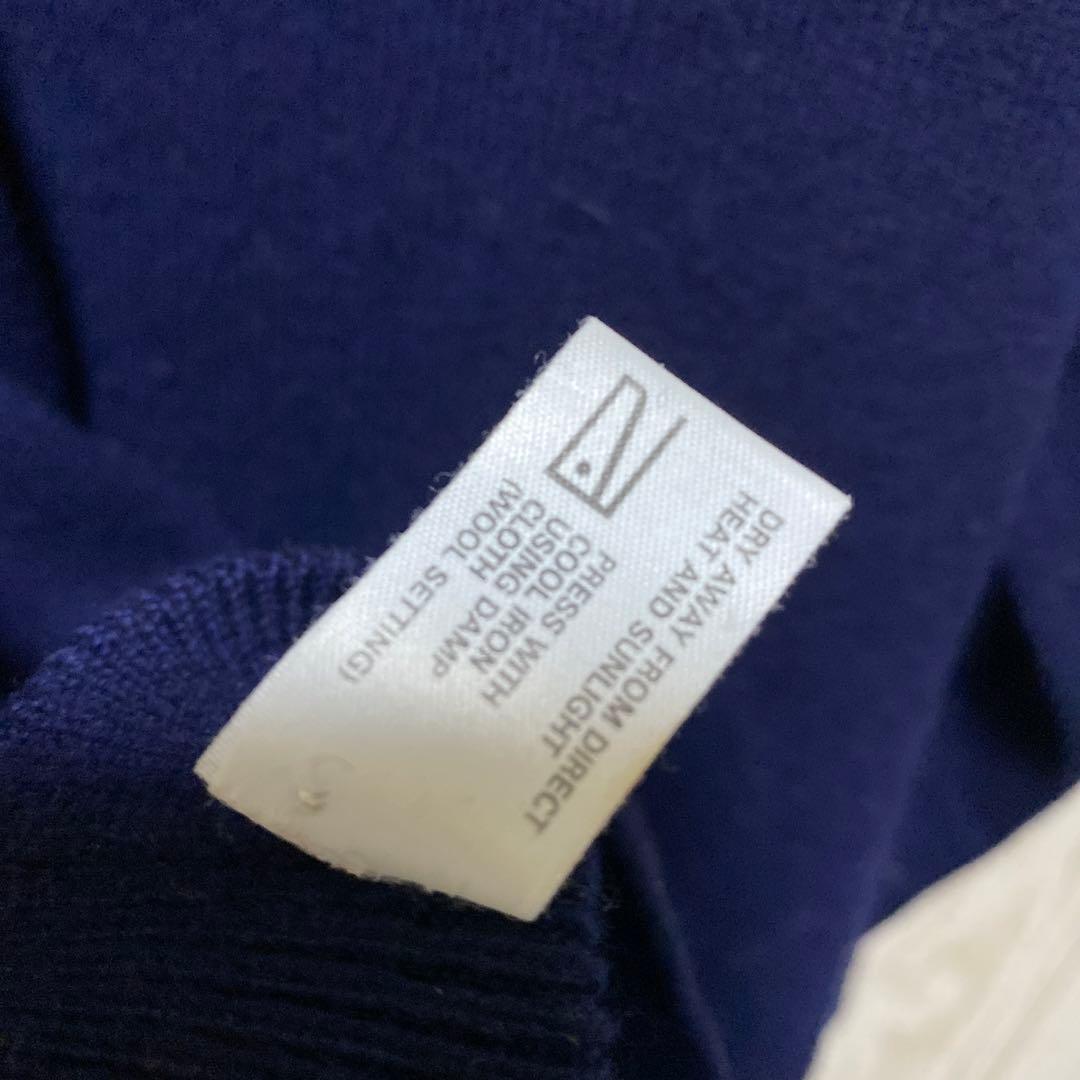 DRY AWAY FROM DIRECT
HEAT AND SUNLIGHT
PRESS WITH
COOL IRON
USING DAMP
CLOTH
(WOOL SETTING)